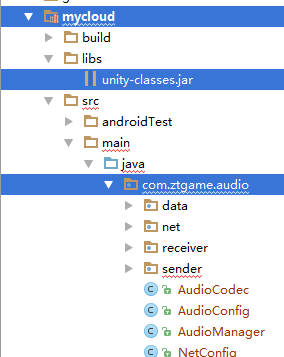 mycloud
build
libs
unity-classes.jar
src
androidTest
main
java
com.ztgame.audio
data
net
receiver
sender
AudioCodec
AudioConfig
AudioManager
NetConfig